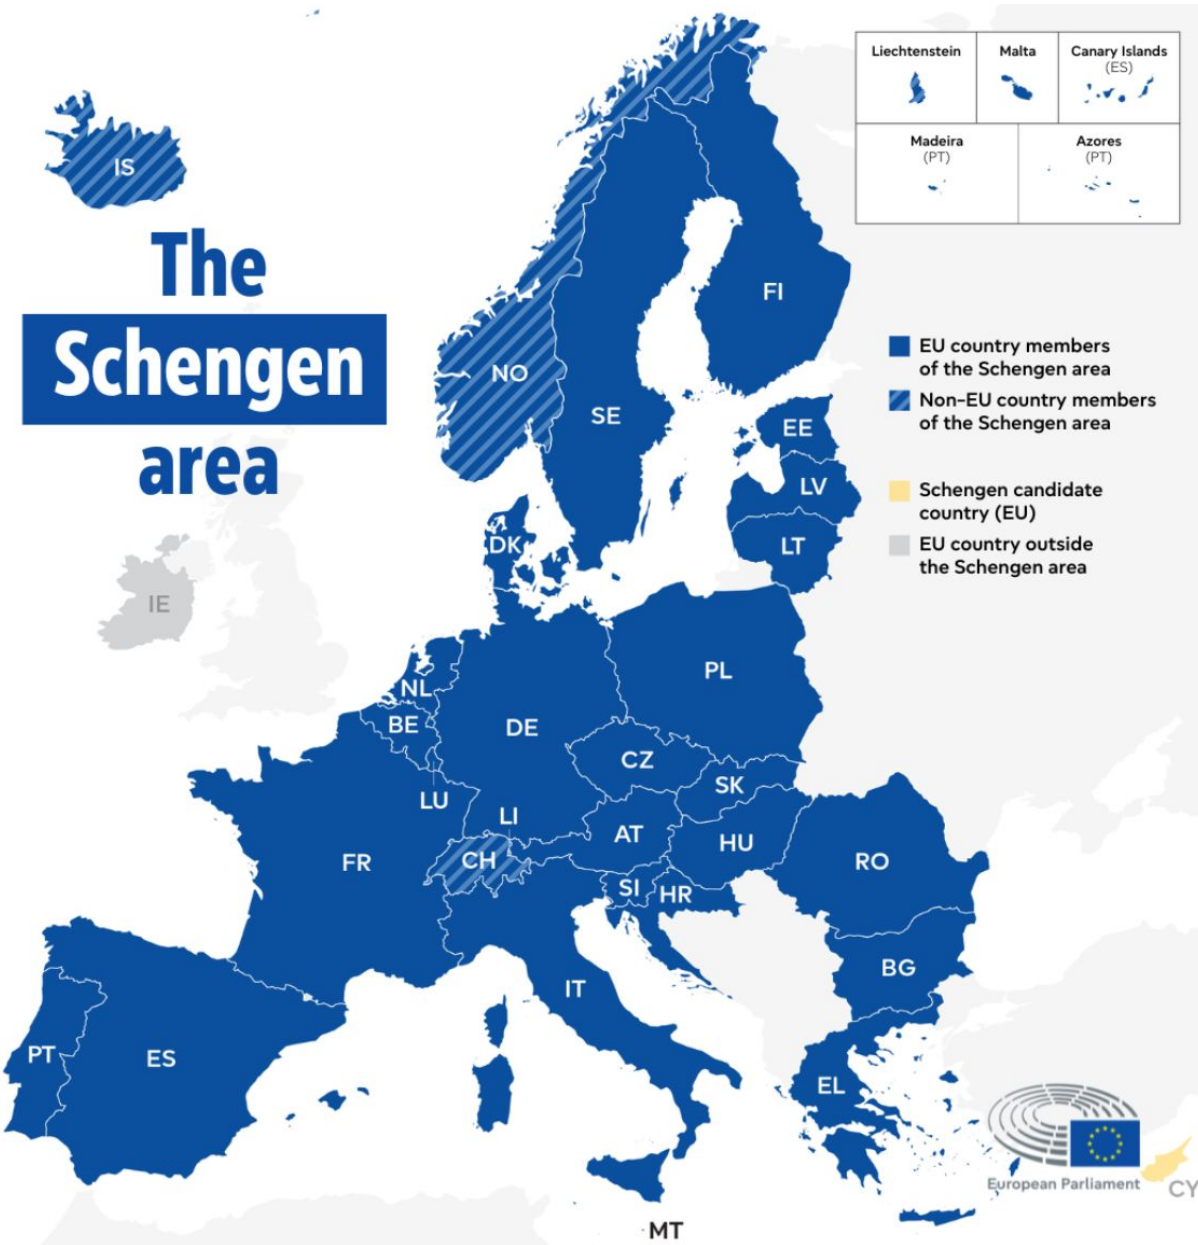 The
Schengen
area
Liechtenstein
Malta
Canary Islands
(ES)
Madeira
(PT)
Azores
(PT)
EU country members
of the Schengen area
Non-EU country members
of the Schengen area
Schengen candidate
country (EU)
EU country outside
the Schengen area
IS
NO
SE
FI
EE
LV
LT
DK
IE
NL
BE
LU
DE
PL
CZ
SK
LI
CH
AT
HU
FR
SI
HR
RO
IT
BG
PT
ES
EL
MT
CY
European Parliament